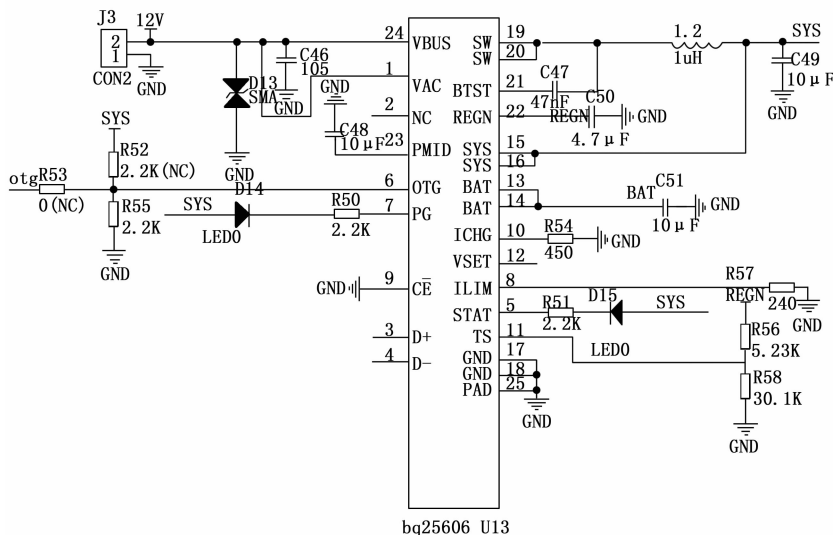 J3
12V
2
1
CON2
GND
24
VBUS
SW
19
SW
20
1.2
1uH
SYS
C49
10μF
GND
C46
105
GND
D13
SMA
GND
1
VAC
BTST
21
C47
47nF
2
NC
REGN
22
REGN
C50
4.7μF
GND
GND
C48
10μF
23
PMID
SYS
15
SYS
16
SYS
R52
2.2K(NC)
otg
R53
0(NC)
R55
2.2K
GND
6
OTG
BAT
13
BAT
14
BAT
C51
10μF
GND
SYS
D14
LED0
R50
2.2K
7
PG
ICHG
10
R54
450
GND
VSET
12
GND
9
CE
ILIM
8
R57
240
GND
STAT
5
R51
2.2K
D15
LED0
SYS
REGN
R56
5.23K
3
D+
TS
11
4
D-
GND
17
GND
18
PAD
25
GND
R58
30.1K
GND
bq25606 U13